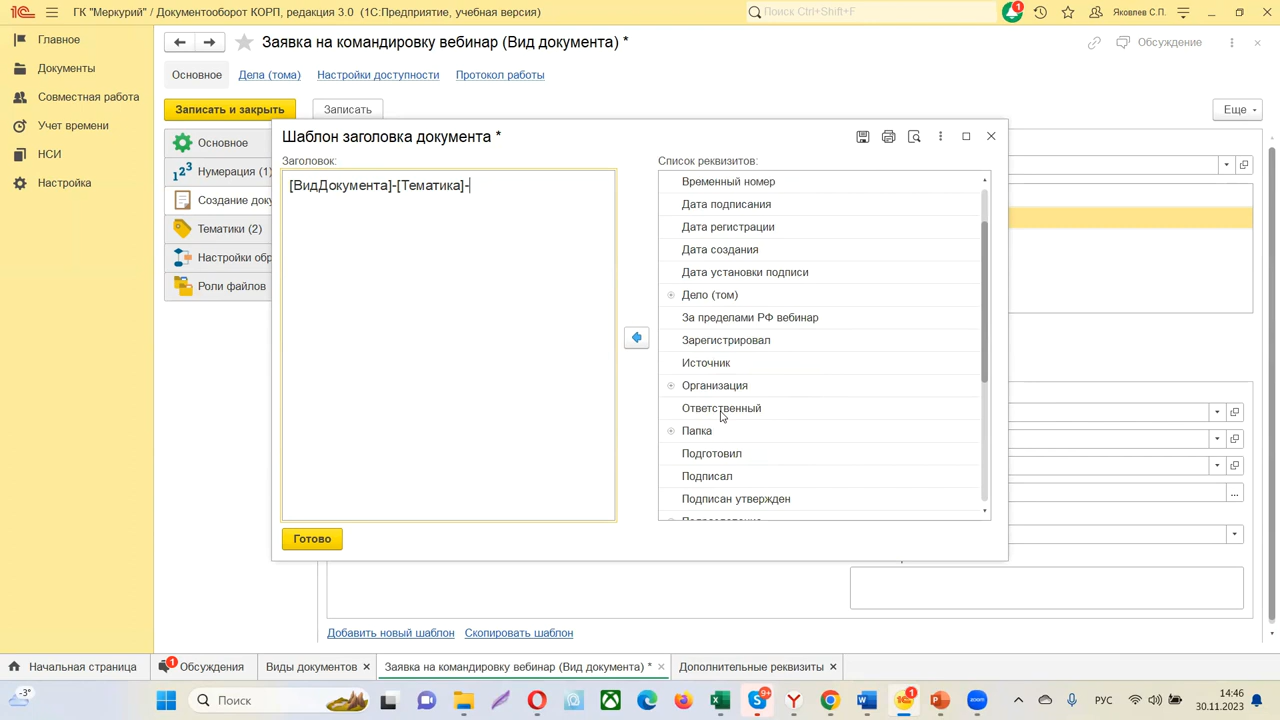 ГК "Меркурий" / Документооборот КОРП, редакция 3.0 (1С:Предприятие, учебная версия)
Поиск Ctrl+Shift+F
1
Яковлев С.П.
Главное
Документы
Совместная работа
Учет времени
НСИ
Настройка
Заявка на командировку вебинар (Вид документа) *
Обсуждение
Основное
Дела (тома)
Настройки доступности
Протокол работы
Записать и закрыть
Записать
Еще
Основное
Нумерация (1)
Создание доку
Тематики (2)
Настройки обр
Роли файлов
Шаблон заголовка документа *
Заголовок:
[ВидДокумента]-[Тематика]-
Список реквизитов:
Временный номер
Дата подписания
Дата регистрации
Дата создания
Дата установки подписи
Дело (том)
За пределами РФ вебинар
Зарегистрировал
Источник
Организация
Ответственный
Папка
Подготовил
Подписал
Подписан утвержден
Готово
Добавить новый шаблон
Скопировать шаблон
Начальная страница
1
Обсуждения
Виды документов
Заявка на командировку вебинар (Вид документа) *
Дополнительные реквизиты
-3°
Поиск
9+
1
РУС
14:46
30.11.2023